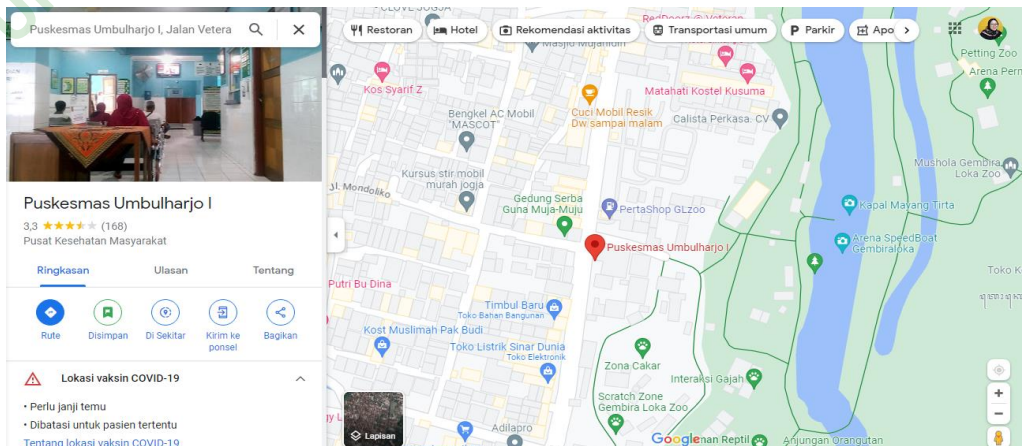 Puskesmas Umbulharjo I, Jalan Vetera
Puskesmas Umbulharjo I
3,3 (168)
Pusat Kesehatan Masyarakat
Ringkasan Ulasan Tentang
Rute
Disimpan
Di Sekitar
Kirim ke
ponsel
Bagikan
Lokasi vaksin COVID-19
• Perlu janji temu
• Dibatasi untuk pasien tertentu
Tentang lokasi vaksin COVID-19
Restoran
Hotel
Rekomendasi aktivitas
Transportasi umum
P Parkir
Apo
Masjid Mujahidin
Petting Zoo
Kos Syarif Z
Matahati Kostel Kusuma
Bengkel AC Mobil
"MASCOT"
Cuci Mobil Resik
Dw.sampai malam
Calista Perkasa. CV
Kursus stir mobil
murah jogja
Jl. Mondoliko
Gedung Serba
Guna Muja-Muju
PertaShop GLzoo
Mushola Gembira
Loka Zoo
Kapal Mayang Tirta
Puskesmas Umbulharjo I
Arena SpeedBoat
Gembiraloka
Putri Bu Dina
Timbul Baru
Toko Bahan Bangunan
Kost Muslimah Pak Budi
Toko Listrik Sinar Dunia
Toko Elektronik
Zona Cakar
Interaksi Gajah
Scratch Zone
Gembira Loka Zoo
Lapisan
Adilapro
Google
nan Reptil
Anjungan Orangutan